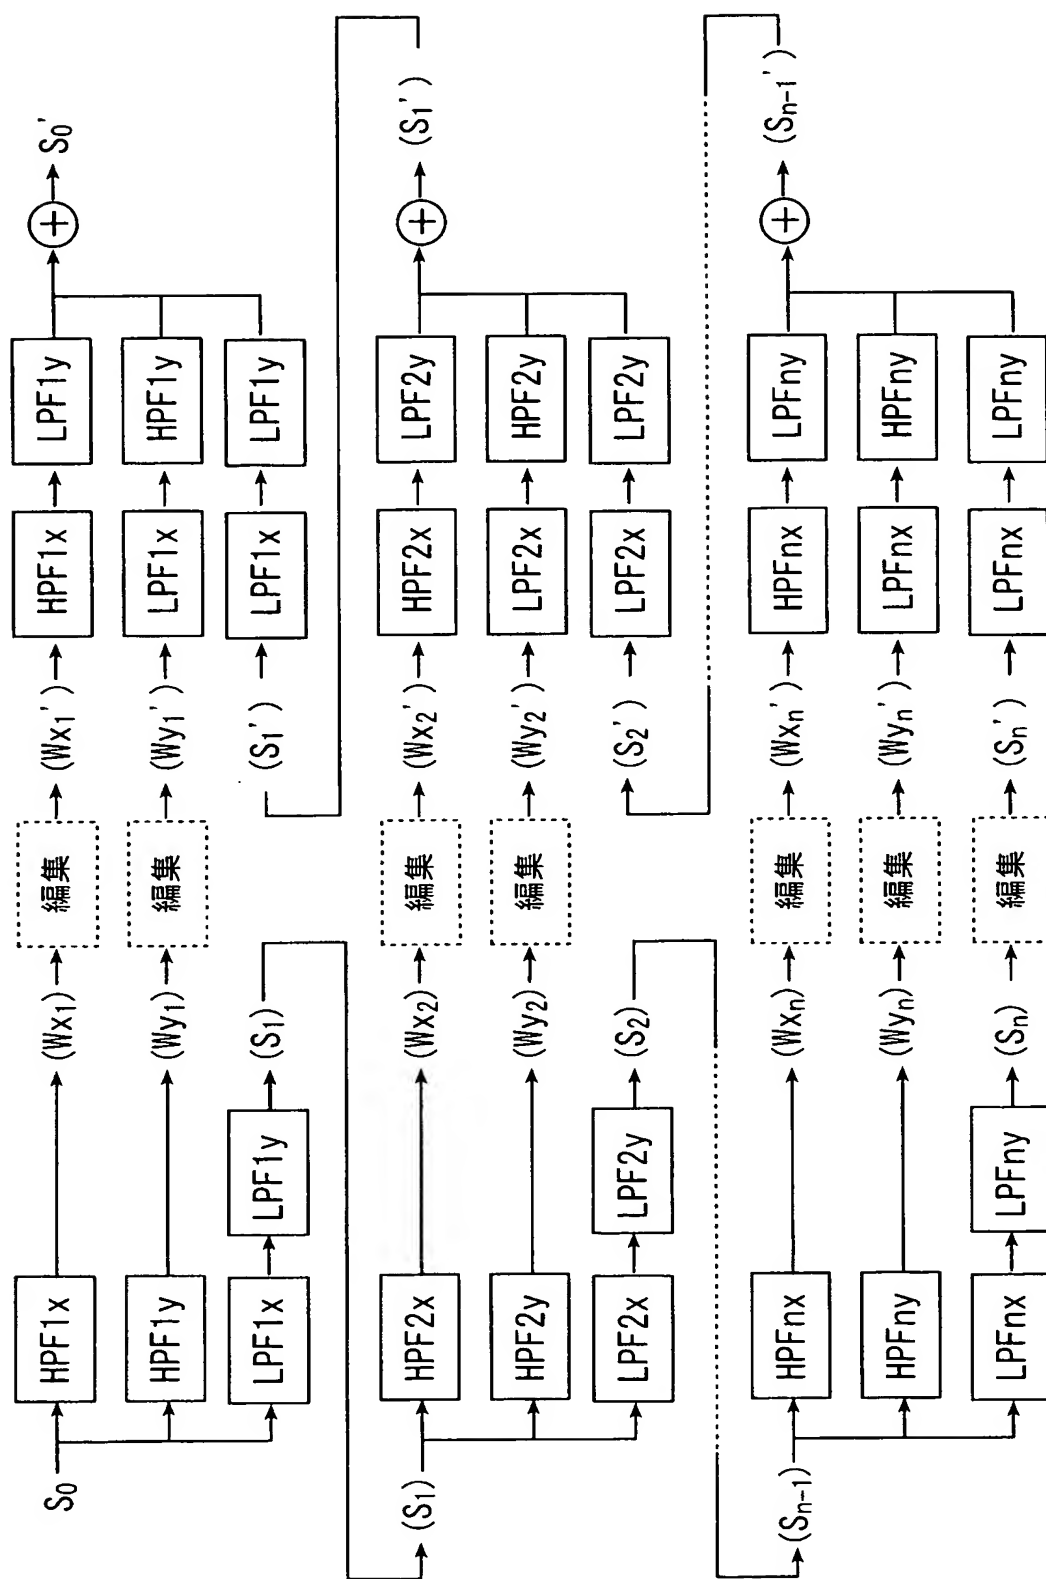 S₀ HPF1x (Wx₁) 編集 (Wx₁') HPF1x LPF1y + S₀'
HPF1y (Wy₁) 編集 (Wy₁') LPF1x HPF1y
LPF1x LPF1y (S₁) (S₁') LPF1x LPF1y
(S₁) HPF2x (Wx₂) 編集 (Wx₂') HPF2x LPF2y + (S₁')
HPF2y (Wy₂) 編集 (Wy₂') LPF2x HPF2y
LPF2x LPF2y (S₂) (S₂') LPF2x LPF2y
(Sₙ₋₁) HPFnx (Wxₙ) 編集 (Wxₙ') HPFnx LPFny + (Sₙ₋₁')
HPFny (Wyₙ) 編集 (Wyₙ') LPFnx HPFny
LPFnx LPFny (Sₙ) 編集 (Sₙ') LPFnx LPFny